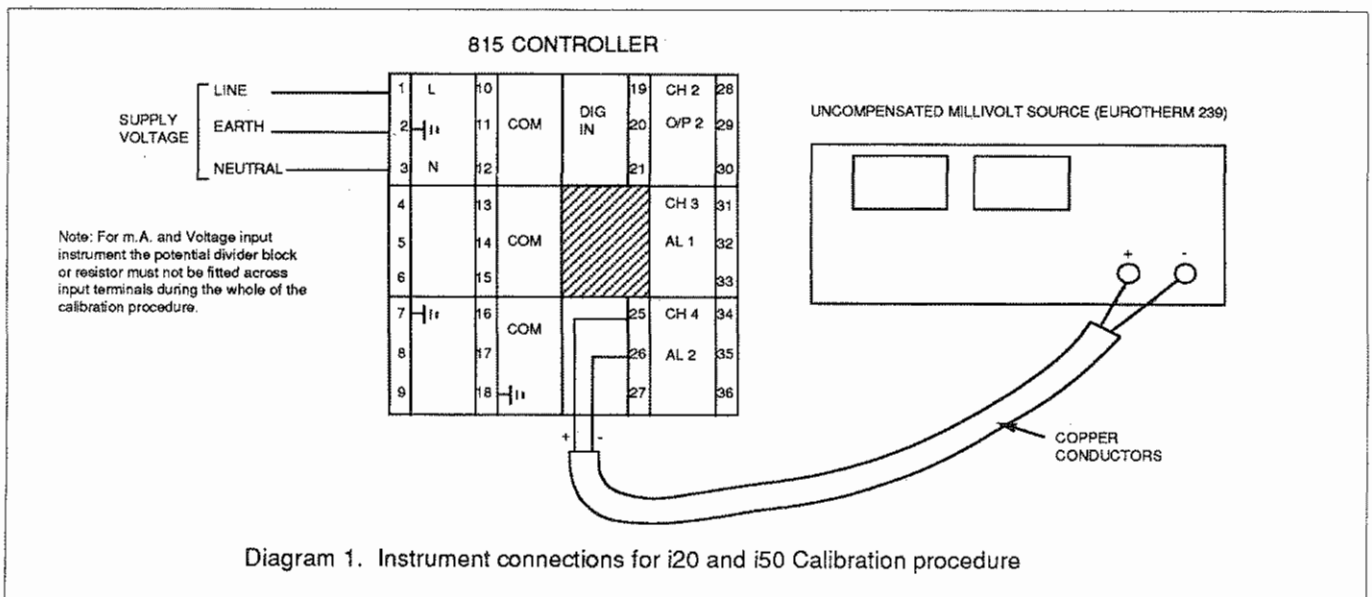 815 CONTROLLER
SUPPLY
VOLTAGE
LINE
EARTH
NEUTRAL
1 L 10 19 CH 2 28
2 11 COM DIG
IN 20 O/P 2 29
3 N 12 21 30
4 13 CH 3 31
5 14 COM AL 1 32
6 15 33
7 16 COM 25 CH 4 34
8 17 26 AL 2 35
9 18 27 36
+ -
Note: For m.A. and Voltage input
instrument the potential divider block
or resistor must not be fitted across
input terminals during the whole of the
calibration procedure.
UNCOMPENSATED MILLIVOLT SOURCE (EUROTHERM 239)
+ -
COPPER
CONDUCTORS
Diagram 1. Instrument connections for i20 and i50 Calibration procedure